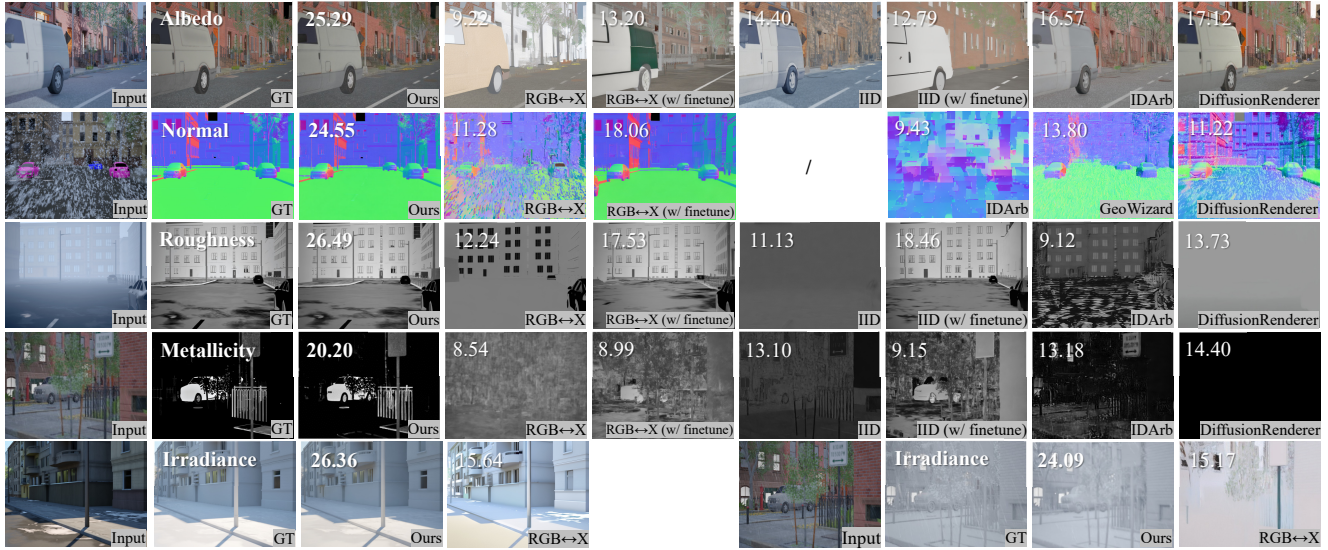 Albedo 25.29 9.22 13.20 14.40 12.79 16.57 17.12
Input GT Ours RGB↔X RGB↔X (w/ finetune) IID IID (w/ finetune) IDArb DiffusionRenderer
Normal 24.55 11.28 18.06 9.43 13.80 11.22
/
Input GT Ours RGB↔X RGB↔X (w/ finetune) IDArb GeoWizard DiffusionRenderer
Roughness 26.49 12.24 17.53 11.13 18.46 9.12 13.73
Input GT Ours RGB↔X RGB↔X (w/ finetune) IID IID (w/ finetune) IDArb DiffusionRenderer
Metallicity 20.20 8.54 8.99 13.10 9.15 13.18 14.40
Input GT Ours RGB↔X RGB↔X (w/ finetune) IID IID (w/ finetune) IDArb DiffusionRenderer
Irradiance 26.36 15.64 Irradiance 24.09 15.17
Input GT Ours RGB↔X Input GT Ours RGB↔X